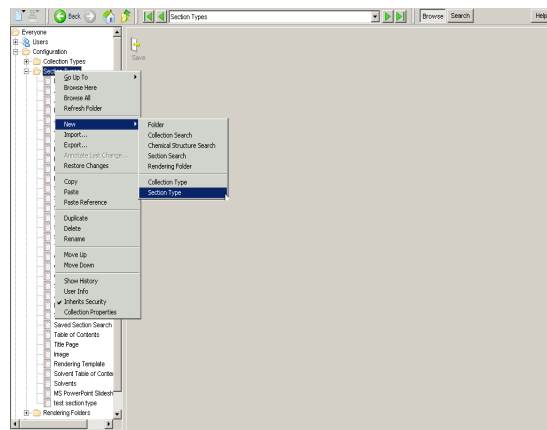 Back
Section Types
Browse
Search
Help
Everyone
Users
Configuration
Collection Types
Save
Go Up To
Browse Here
Browse All
Refresh Folder
New
Import...
Export...
Annotate Last Change...
Restore Changes
Copy
Paste
Paste Reference
Duplicate
Delete
Rename
Move Up
Move Down
Show History
User Info
Inherits Security
Collection Properties
Folder
Collection Search
Chemical Structure Search
Section Search
Rendering Folder
Collection Type
Section Type
Saved Section Search
Table of Contents
Title Page
Image
Rendering Template
Solvent Table of Conter
Solvents
MS PowerPoint Slidesh
test section type
Rendering Folders